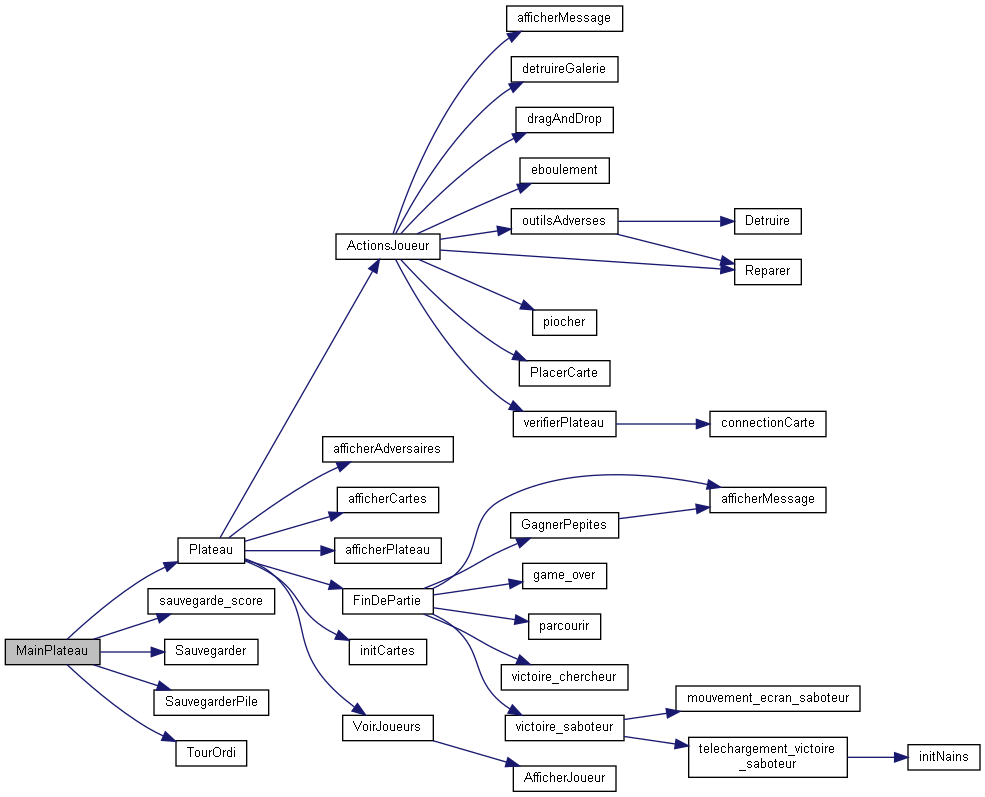 afficherMessage
detruireGalerie
dragAndDrop
eboulement
outilsAdverses
Detruire
ActionsJoueur
Reparer
piocher
PlacerCarte
verifierPlateau
connectionCarte
afficherAdversaires
afficherCartes
afficherMessage
GagnerPepites
Plateau
afficherPlateau
game_over
sauvegarde_score
FinDePartie
parcourir
MainPlateau
Sauvegarder
initCartes
victoire_chercheur
SauvegarderPile
mouvement_ecran_saboteur
VoirJoueurs
victoire_saboteur
TourOrdi
telechargement_victoire
_saboteur
initNains
AfficherJoueur